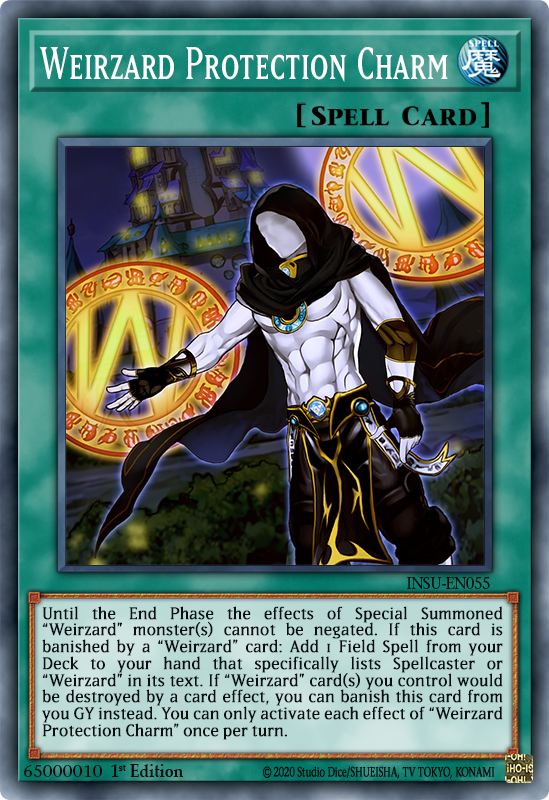 WEIRZARD PROTECTION CHARM
SPELL
魔
[SPELL CARD]
W
W
INSU-EN055
Until the End Phase the effects of Special Summoned
“Weirzard” monster(s) cannot be negated. If this card is
banished by a “Weirzard” card: Add 1 Field Spell from your
Deck to your hand that specifically lists Spellcaster or
“Weirzard” in its text. If “Weirzard” card(s) you control would
be destroyed by a card effect, you can banish this card from
you GY instead. You can only activate each effect of “Weirzard
Protection Charm” once per turn.
65000010 1st Edition
©2020 Studio Dice/SHUEISHA, TV TOKYO, KONAMI